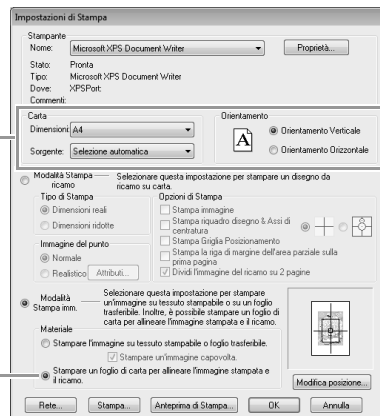 Impostazioni di Stampa
Stampante
Nome: Microsoft XPS Document Writer Proprietà...
Stato: Pronta
Tipo: Microsoft XPS Document Writer
Dove: XPSPort:
Commenti:
Carta
Dimensioni: A4
Sorgente: Selezione automatica
Orientamento
A
Orientamento Verticale
Orientamento Orizzontale
Modalità Stampa ricamo
Selezionare questa impostazione per stampare un disegno da
ricamo su carta.
Tipo di Stampa
Dimensioni reali
Dimensioni ridotte
Immagine del punto
Normale
Realistico Attributi...
Opzioni di Stampa
Stampa immagine
Stampa riquadro disegno & Assi di
centratura
Stampa Griglia Posizionamento
Stampa la riga di margine dell'area parziale sulla
prima pagina
Dividi l'immagine del ricamo su 2 pagine
Modalità
Stampa imm.
Selezionare questa impostazione per stampare
un'immagine su tessuto stampabile o su un foglio
trasferibile. Inoltre, è possibile stampare un foglio di
carta per allineare l'immagine stampata e il ricamo.
Materiale
Stampare l'immagine su tessuto stampabile o foglio trasferibile.
Stampare un'immagine capovolta.
Stampare un foglio di carta per allineare l'immagine stampata e
il ricamo.
Modifica posizione...
Rete... Stampa... Anteprima di Stampa... OK Annulla